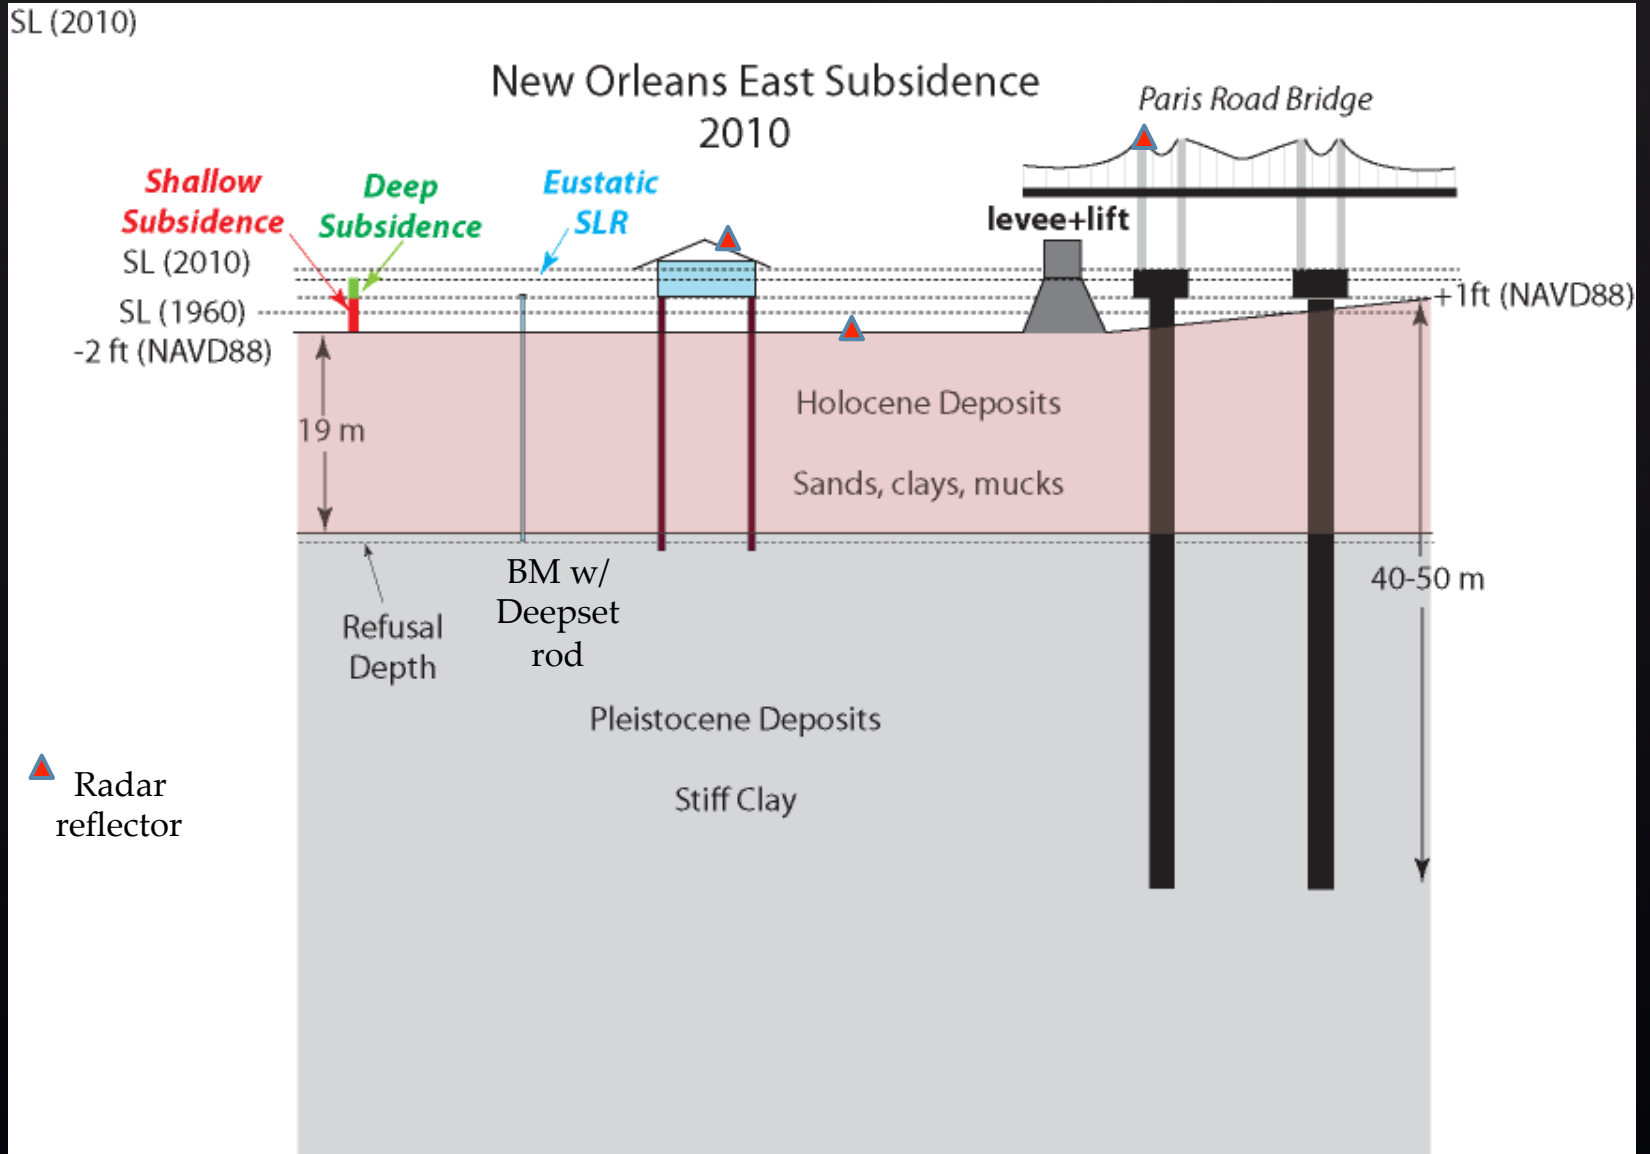 SL (2010)
New Orleans East Subsidence
2010
Paris Road Bridge
Shallow
Subsidence
Deep
Subsidence
Eustatic
SLR
levee+lift
SL (2010)
SL (1960)
-2 ft (NAVD88)
+1ft (NAVD88)
19 m
Holocene Deposits
Sands, clays, mucks
40-50 m
BM w/
Deepset
rod
Refusal
Depth
Pleistocene Deposits
Stiff Clay
Radar
reflector